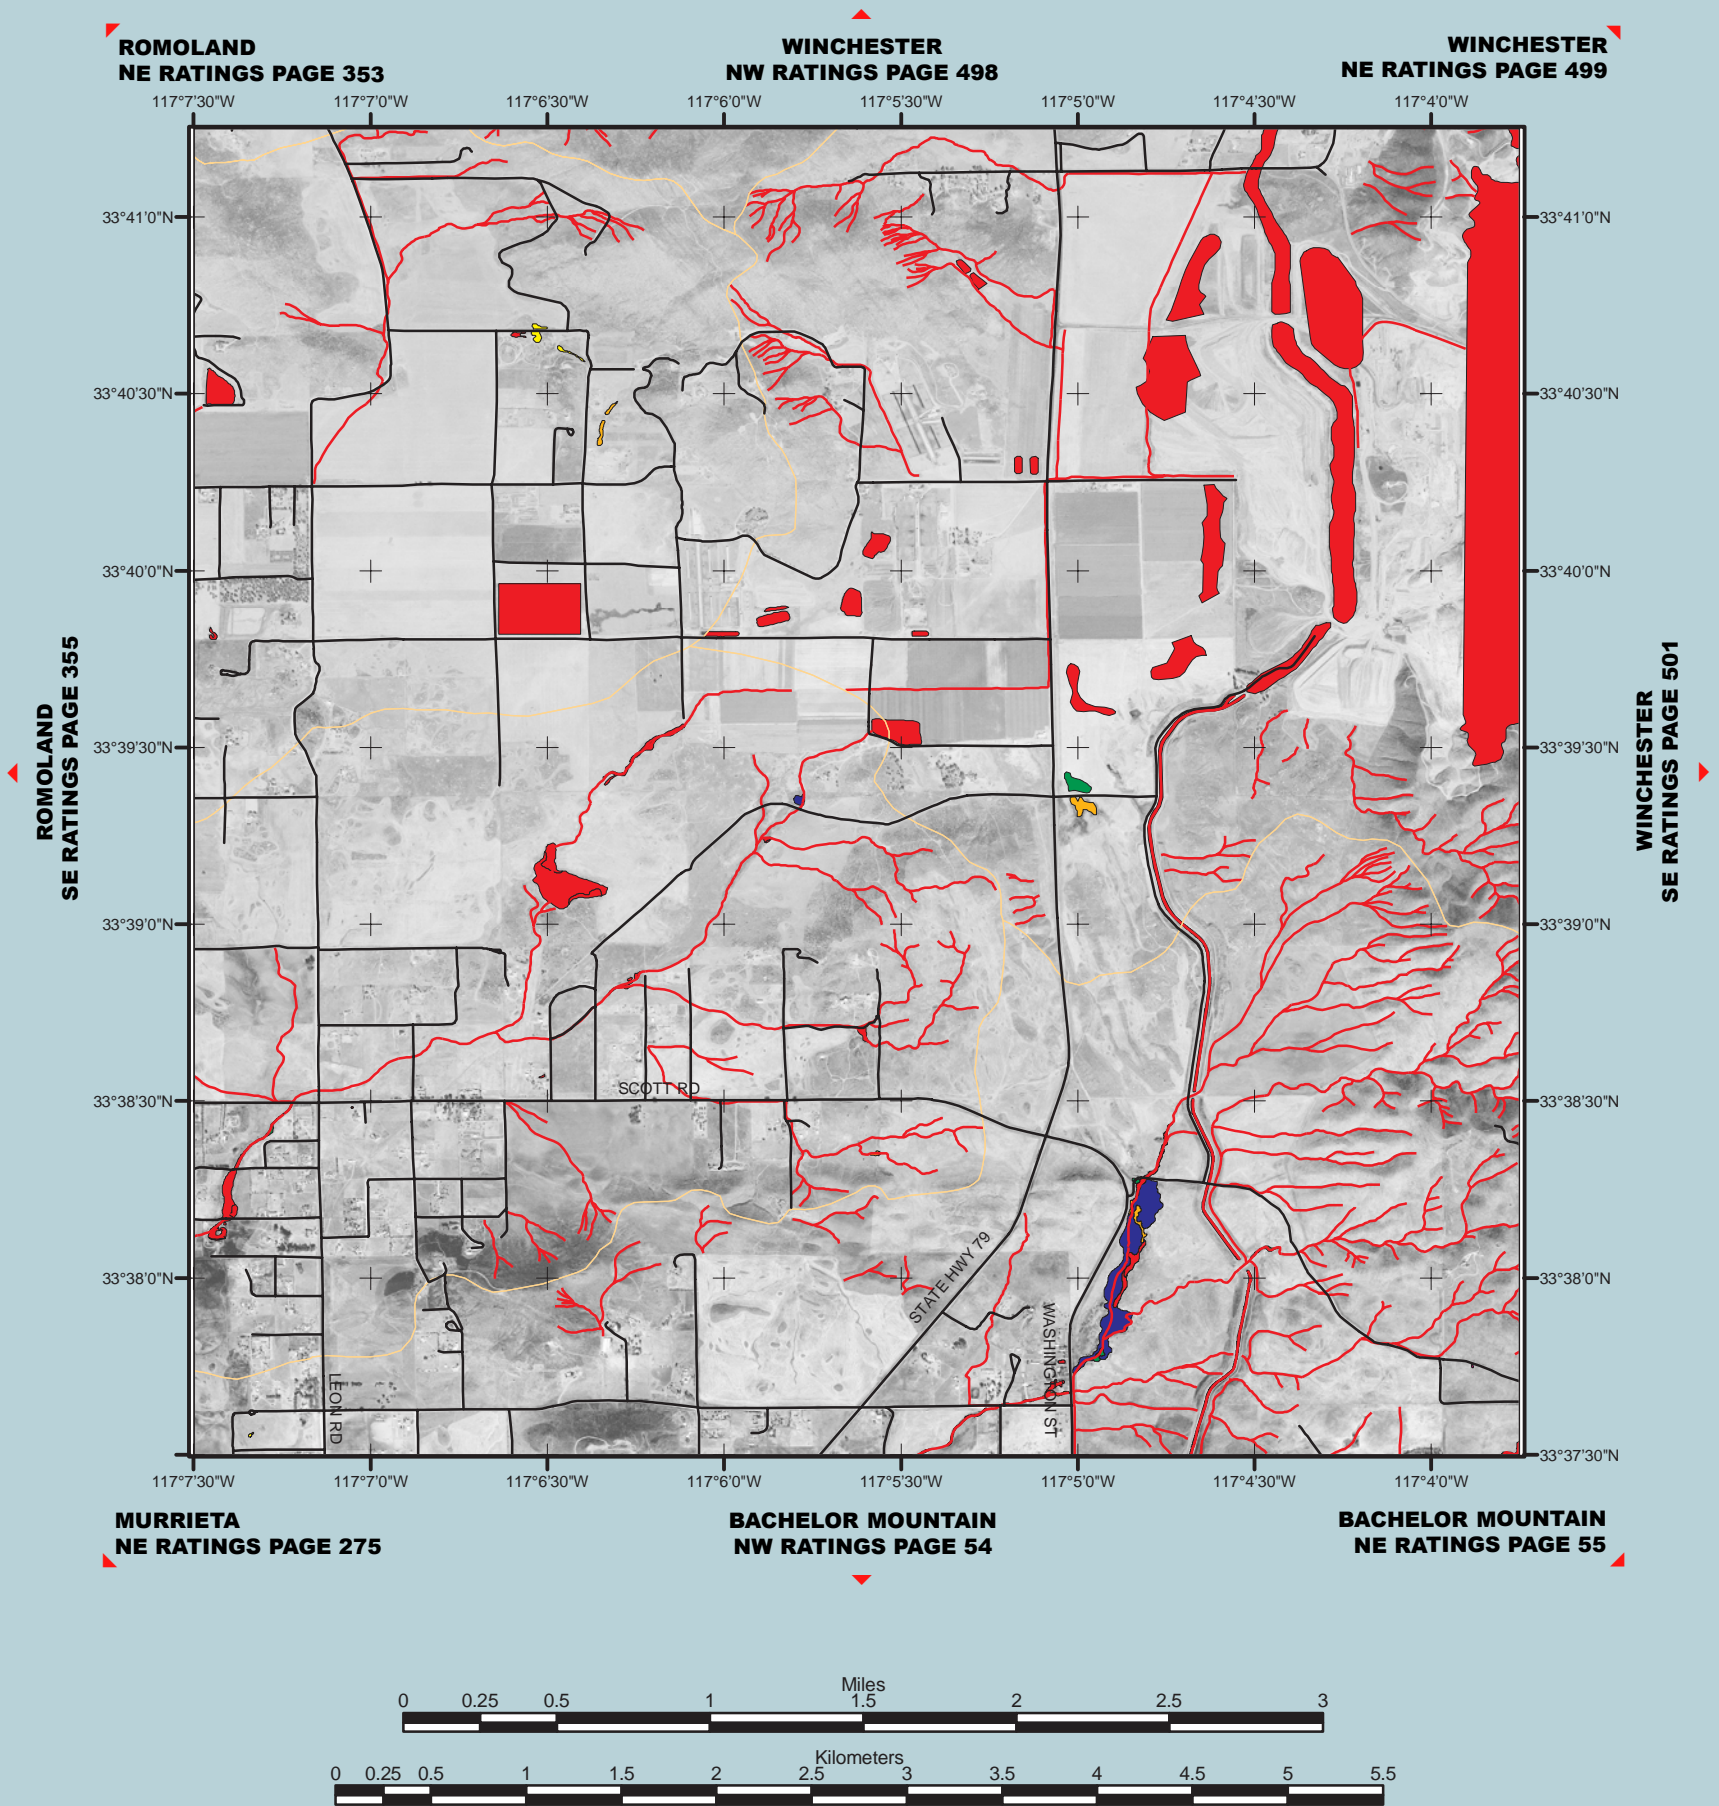 ROMOLAND
NE RATINGS PAGE 353
WINCHESTER
NW RATINGS PAGE 498
WINCHESTER
NE RATINGS PAGE 499
117°7'30"W 117°7'0"W 117°6'30"W 117°6'0"W 117°5'30"W 117°5'0"W 117°4'30"W 117°4'0"W
33°41'0"N 33°41'0"N
33°40'30"N 33°40'30"N
33°40'0"N 33°40'0"N
ROMOLAND
SE RATINGS PAGE 355
WINCHESTER
SE RATINGS PAGE 501
33°39'30"N 33°39'30"N
33°39'0"N 33°39'0"N
SCOTT RD
33°38'30"N 33°38'30"N
STATE HWY 79
33°38'0"N 33°38'0"N
WASHINGTON ST
LEON RD
33°37'30"N
117°7'30"W 117°7'0"W 117°6'30"W 117°6'0"W 117°5'30"W 117°5'0"W 117°4'30"W 117°4'0"W
MURRIETA
NE RATINGS PAGE 275
BACHELOR MOUNTAIN
NW RATINGS PAGE 54
BACHELOR MOUNTAIN
NE RATINGS PAGE 55
Miles
0 0.25 0.5 1 1.5 2 2.5 3
Kilometers
0 0.25 0.5 1 1.5 2 2.5 3 3.5 4 4.5 5 5.5